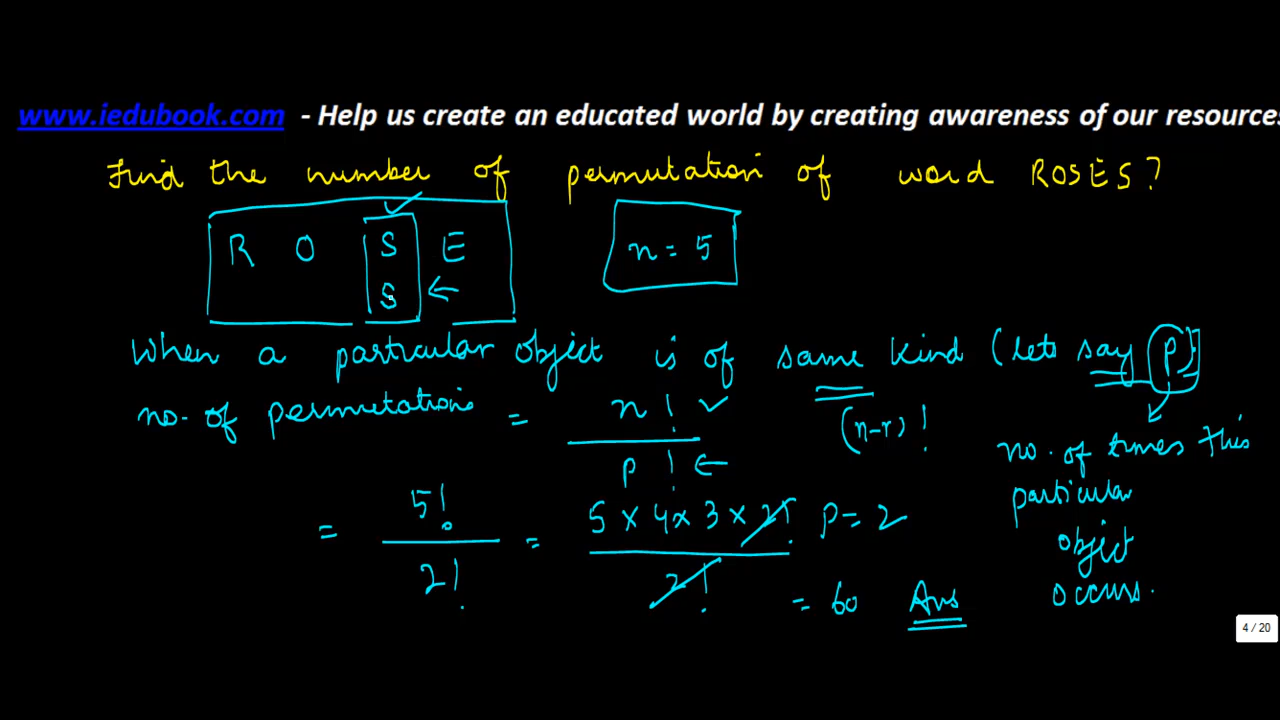 www.iedubook.com - Help us create an educated world by creating awareness of our resources
Find the number of permutation of word ROSES?
R O S E n = 5
S ←
When a particular object is of same kind (lets say p)
no. of permutations = n! / p! ← (n-r)!
no. of times this
particular
object
occurs.
= 5! / 2! = 5 x 4 x 3 x 2! / 2! P = 2
= 60 Ans
4 / 20